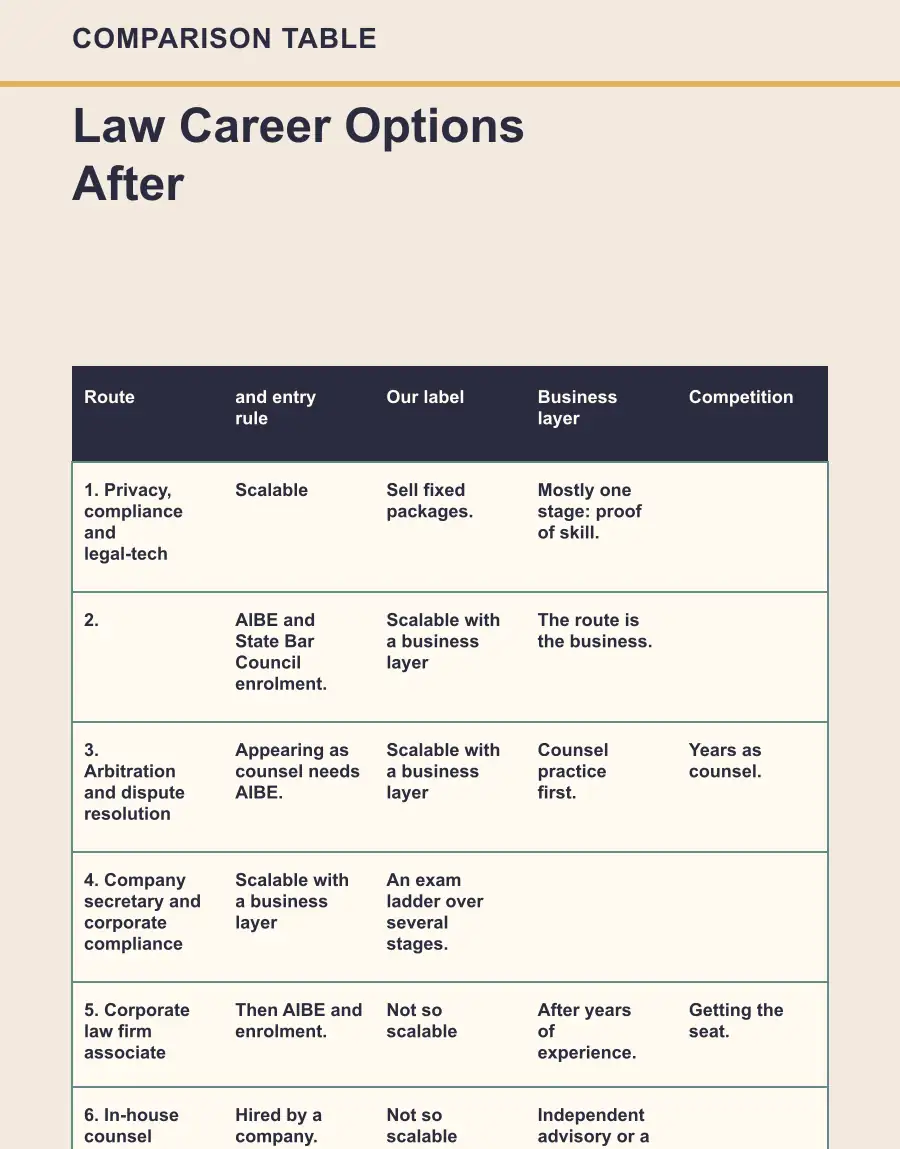 COMPARISON TABLE
Law Career Options
After
Route
and entry
rule
Our label
Business
layer
Competition
1. Privacy,
compliance
and
legal-tech
Scalable
Sell fixed
packages.
Mostly one
stage: proof
of skill.
2.
AIBE and
State Bar
Council
enrolment.
Scalable with
a business
layer
The route is
the business.
3.
Arbitration
and dispute
resolution
Appearing as
counsel needs
AIBE.
Scalable with
a business
layer
Counsel
practice
first.
Years as
counsel.
4. Company
secretary and
corporate
compliance
Scalable with
a business
layer
An exam
ladder over
several
stages.
5. Corporate
law firm
associate
Then AIBE and
enrolment.
Not so
scalable
After years
of
experience.
Getting the
seat.
6. In-house
counsel
Hired by a
company.
Not so
scalable
Independent
advisory or a